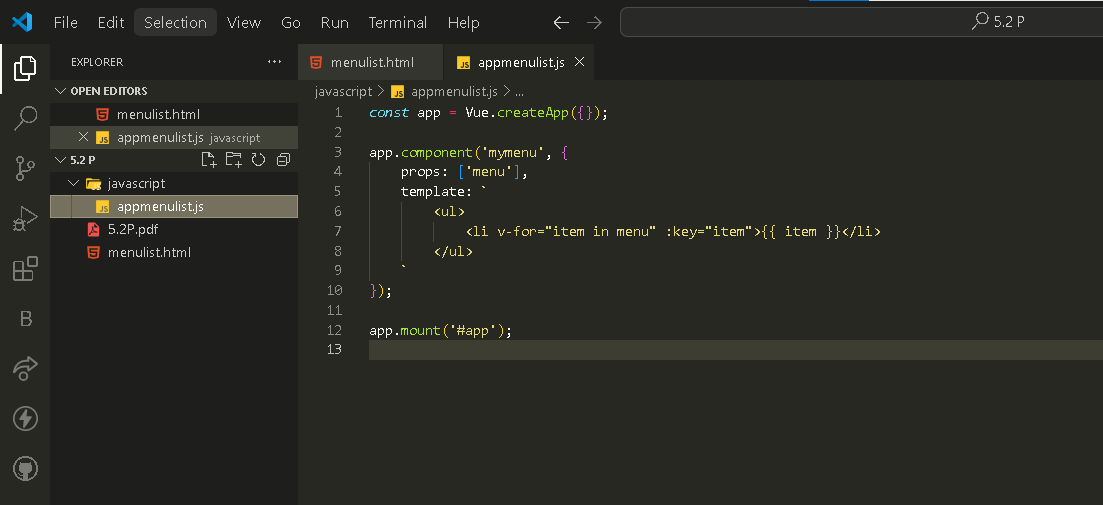 File Edit Selection View Go Run Terminal Help 5.2 P
EXPLORER ...
menulist.html
appmenulist.js
OPEN EDITORS
menulist.html
appmenulist.js javascript
5.2 P
javascript
appmenulist.js
5.2P.pdf
menulist.html
javascript > appmenulist.js > ...
1 const app = Vue.createApp({});
2
3 app.component('mymenu', {
4     props: ['menu'],
5     template: `
6         <ul>
7             <li v-for="item in menu" :key="item">{{ item }}</li>
8         </ul>
9     `
10 });
11
12 app.mount('#app');
13